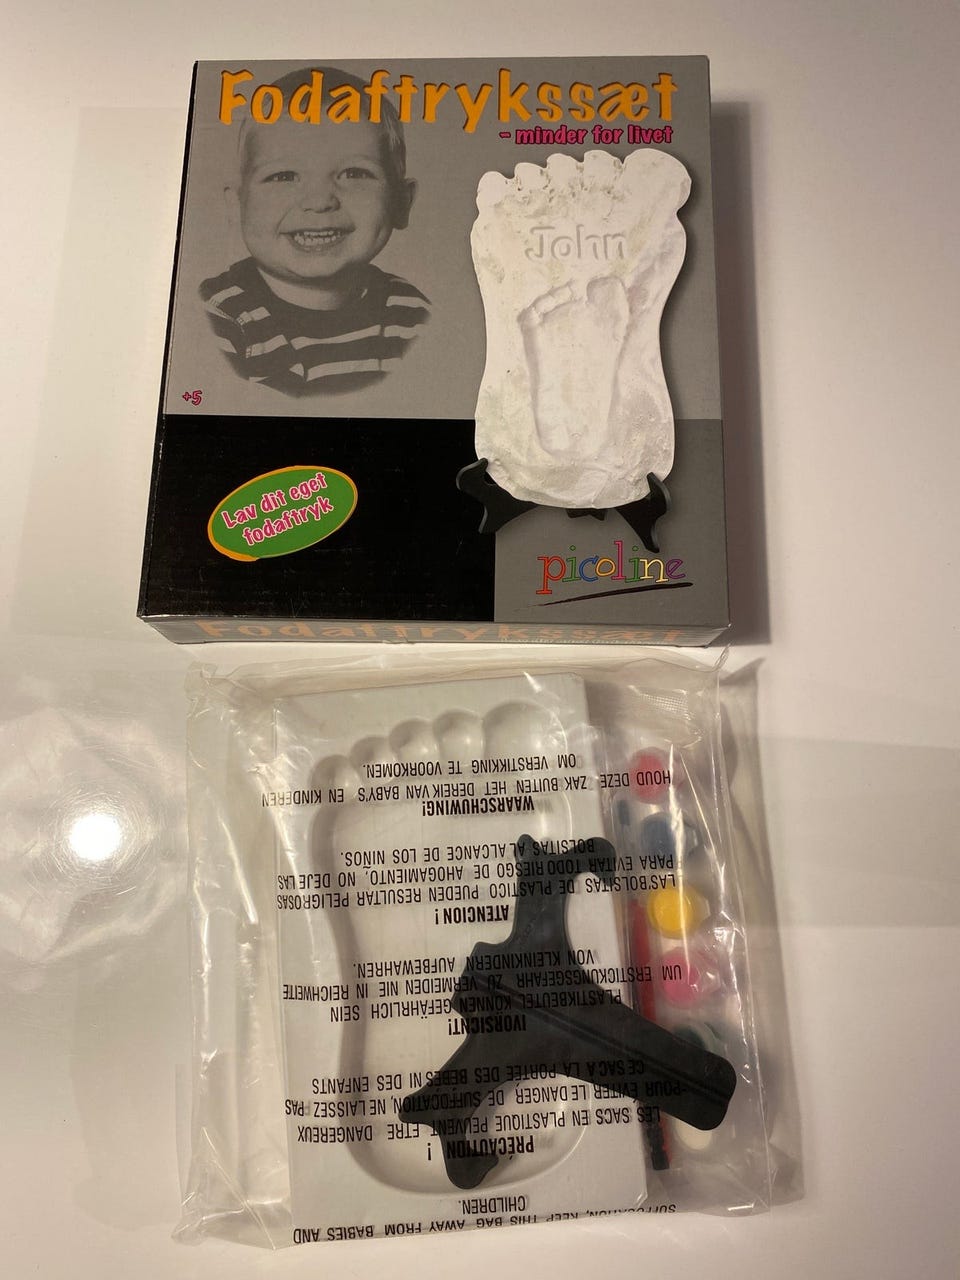 Fodaftrykssæt
- minder for livet
John
+5
Lav dit eget
fodaftryk
picoline
Fodaftrykssæt
SUFFOCATION, KEEP THIS BAG AWAY FROM BABIES AND
CHILDREN.
PRÉCAUTION !
LES SACS EN PLASTIQUE PEUVENT ETRE DANGEREUX
POUR ÉVITER LE DANGER DE SUFFOCATION, NE LAISSEZ PAS
CE SAC A LA PORTÉE DES BÉBÉS NI DES ENFANTS
!VORSICHT!
PLASTIKBEUTEL KÖNNEN GEFÄHRLICH SEIN
UM ERSTICKUNGSGEFAHR ZU VERMEIDEN NIE IN REICHWEITE
VON KLEINKINDERN AUFBEWAHREN.
ATENCION !
LAS BOLSITAS DE PLASTICO PUEDEN RESULTAR PELIGROSAS
PARA EVITAR TODO RIESGO DE AHOGAMIENTO, NO DEJE LAS
BOLSITAS AL ALCANCE DE LOS NIÑOS.
WAARSCHUWING!
HOUD DEZE ZAK BUITEN HET DEREIK VAN BABY'S EN KINDEREN
OM VERSTIKKING TE VOORKOMEN.